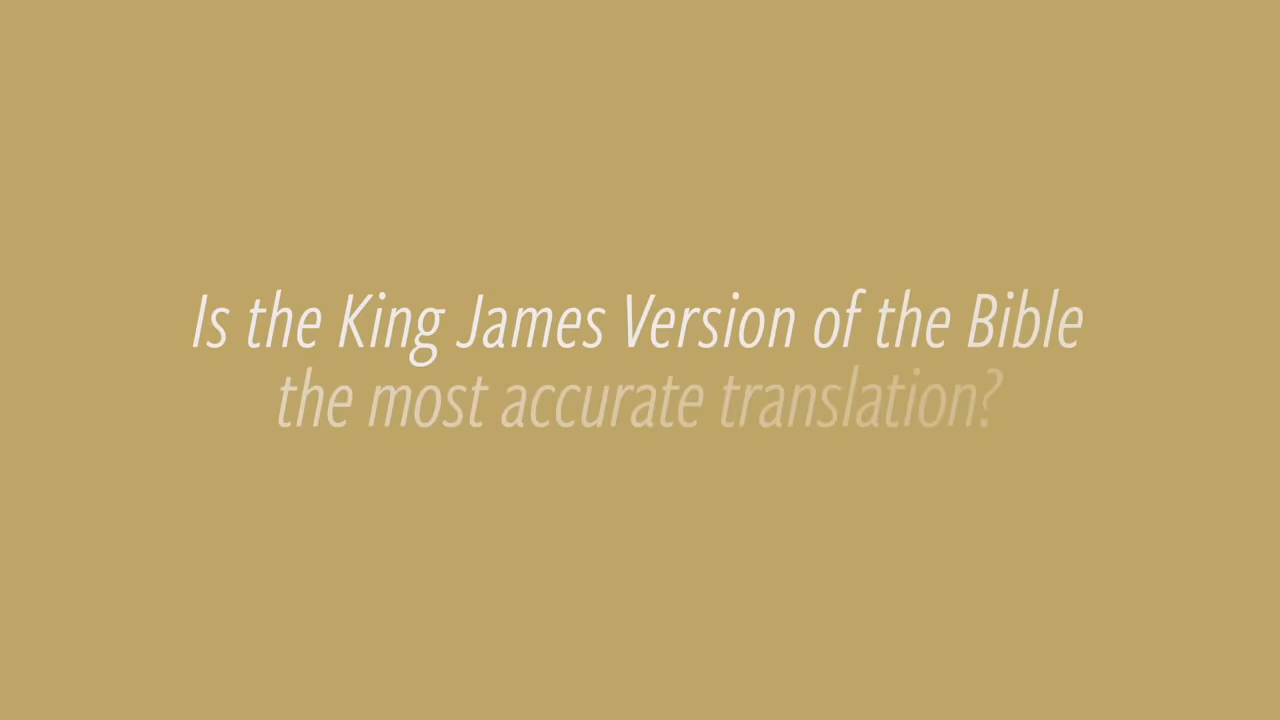 Is the King James Version of the Bible
the most accurate translation?